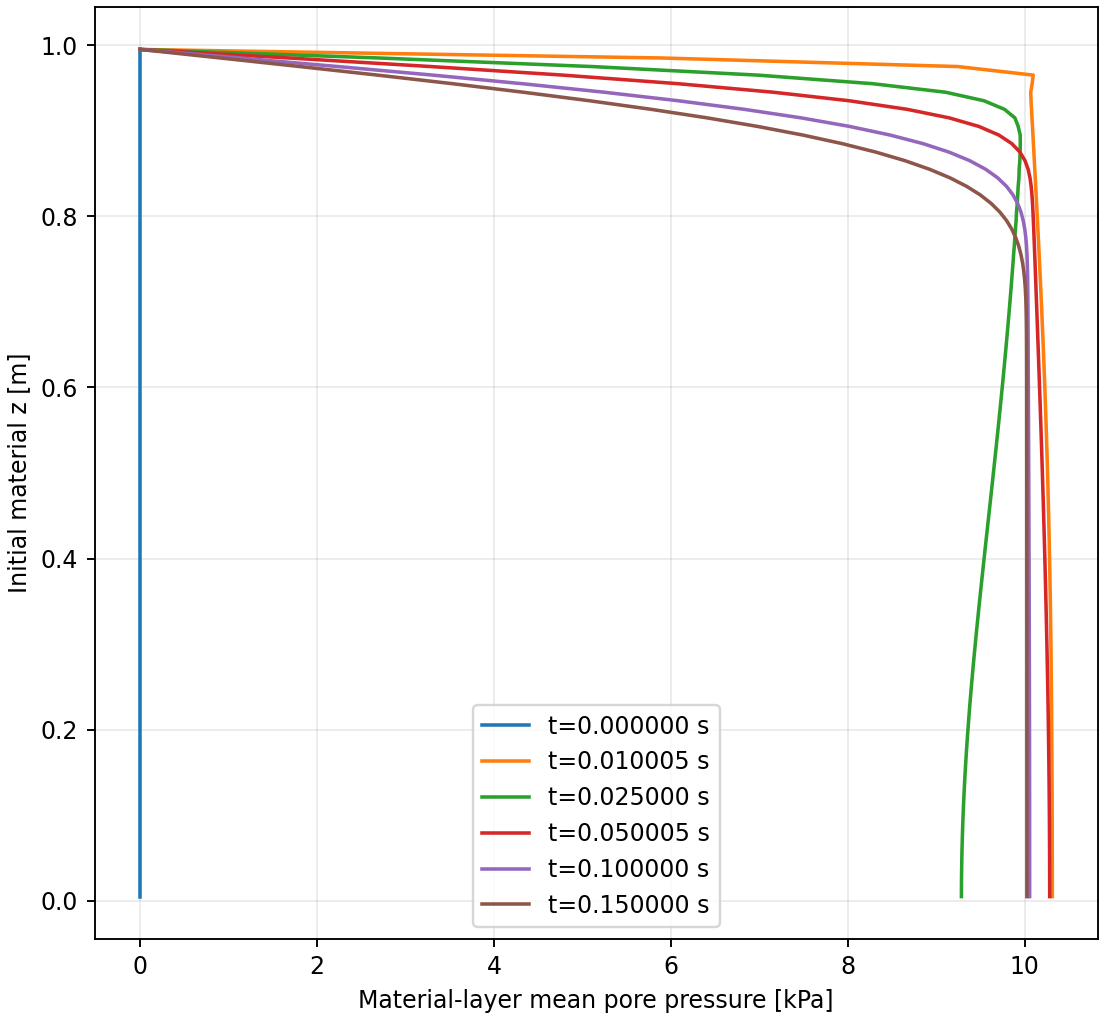 1.0
0.8
0.6
0.4
0.2
0.0
Initial material z [m]
t=0.000000 s
t=0.010005 s
t=0.025000 s
t=0.050005 s
t=0.100000 s
t=0.150000 s
0 2 4 6 8 10
Material-layer mean pore pressure [kPa]